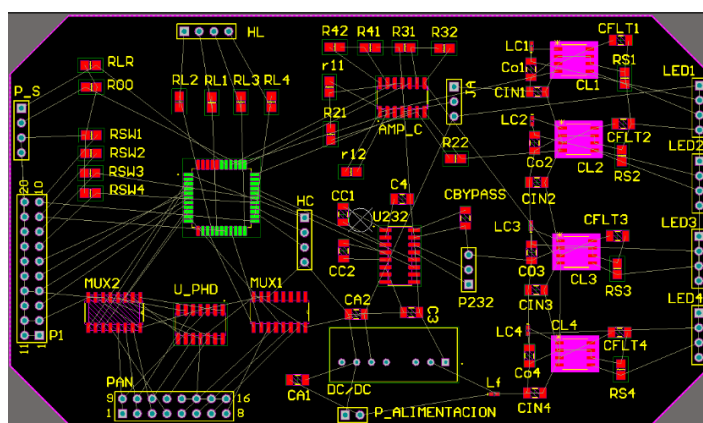 R42 R41 R31 R32
HL
CFLT1
LC1
RLR
r11
Co1
RS1
LED1
P_S
ROO
RL2 RL1 RL3 RL4
JA
CIN1
CL1
R21
AMP_C
LC2
RSW1
CFLT2
RSW2
r12
R22
Co2
CL2
RS2
LED2
RSW3
RSW4
20 10
C4
CIN2
HC
CC1
U232
CBYPASS
LC3
CFLT3
LED3
CC2
CO3
CL3
RS3
MUX2
U_PHD
MUX1
P232
CIN3
LED4
CA2
C3
LC4
CL4
P1
11 1
CFLT4
PAN
Co4
9 16
1 8
CA1
DC/DC
Lf
RS4
P_ALIMENTACION
CIN4